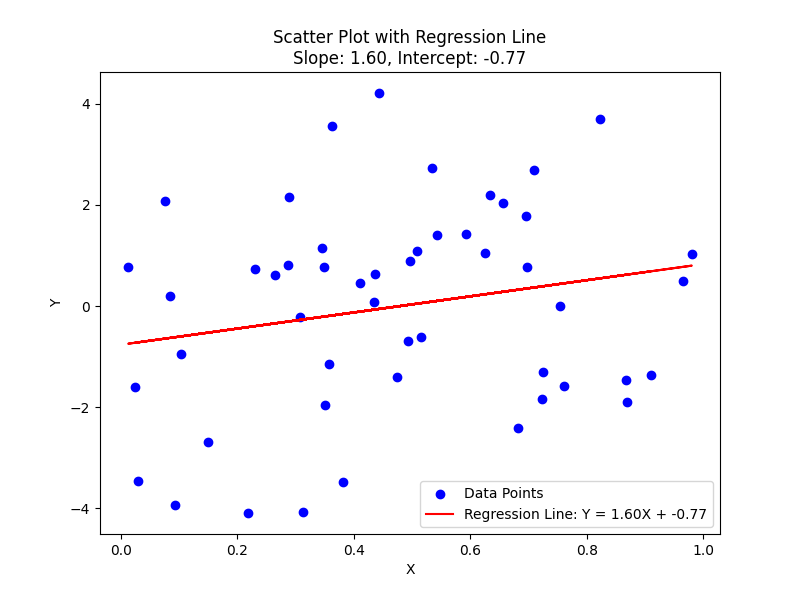 Scatter Plot with Regression Line
Slope: 1.60, Intercept: -0.77
4
2
0
−2
−4
Y
0.0 0.2 0.4 0.6 0.8 1.0
X
Data Points
Regression Line: Y = 1.60X + -0.77